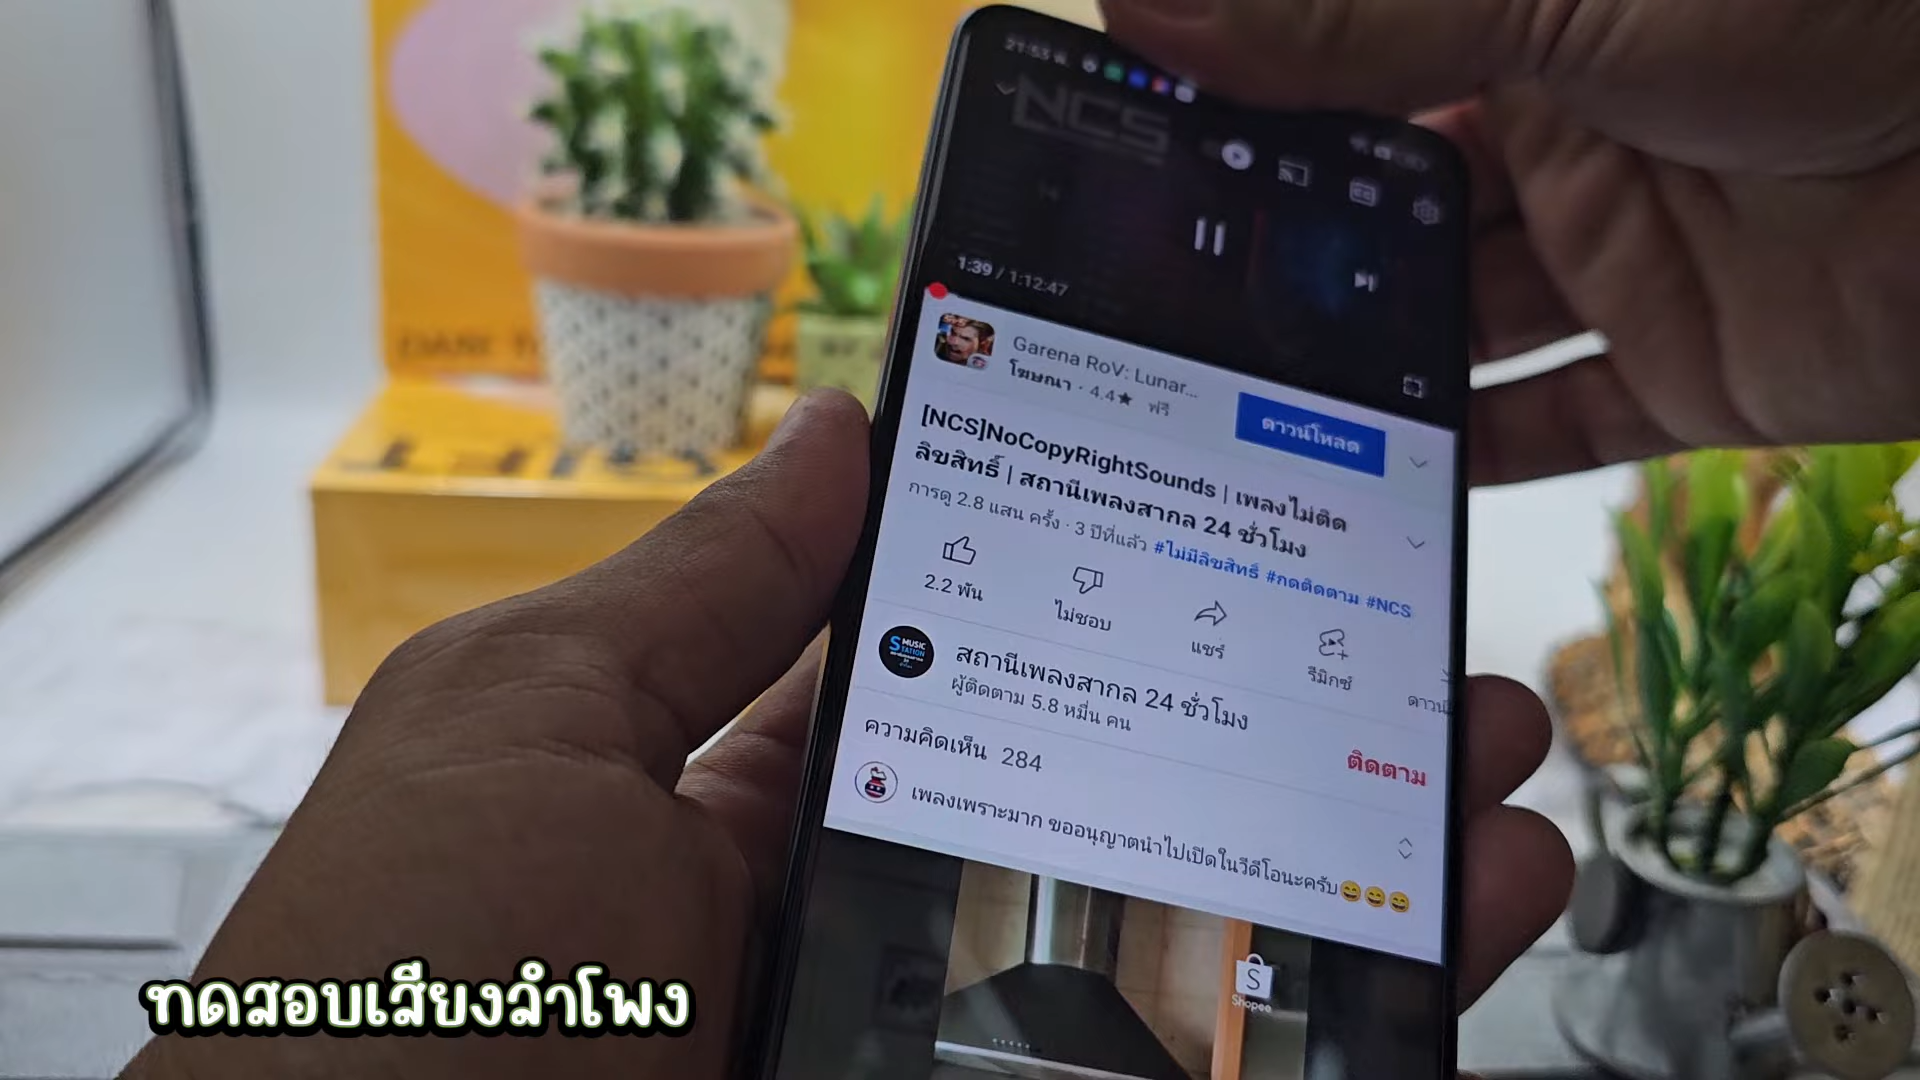 21:53 น.
NCS
1:39 / 1:12:47
Garena RoV: Lunar...
โฆษณา · 4.4★ ฟรี
ดาวน์โหลด
[NCS]NoCopyRightSounds | เพลงไม่ติด
ลิขสิทธิ์ | สถานีเพลงสากล 24 ชั่วโมง
การดู 2.8 แสน ครั้ง · 3 ปีที่แล้ว #ไม่มีลิขสิทธิ์ #กดติดตาม #NCS
2.2 พัน
ไม่ชอบ
แชร์
รีมิกซ์
ดาวน์
S MUSIC
STATION
สถานีเพลงสากล 24 ชั่วโมง
ผู้ติดตาม 5.8 หมื่น คน
ติดตาม
ความคิดเห็น 284
เพลงเพราะมาก ขออนุญาตนำไปเปิดในวีดีโอนะครับ😄😄😄
S
Shopee
ทดสอบเสียงลำโพง